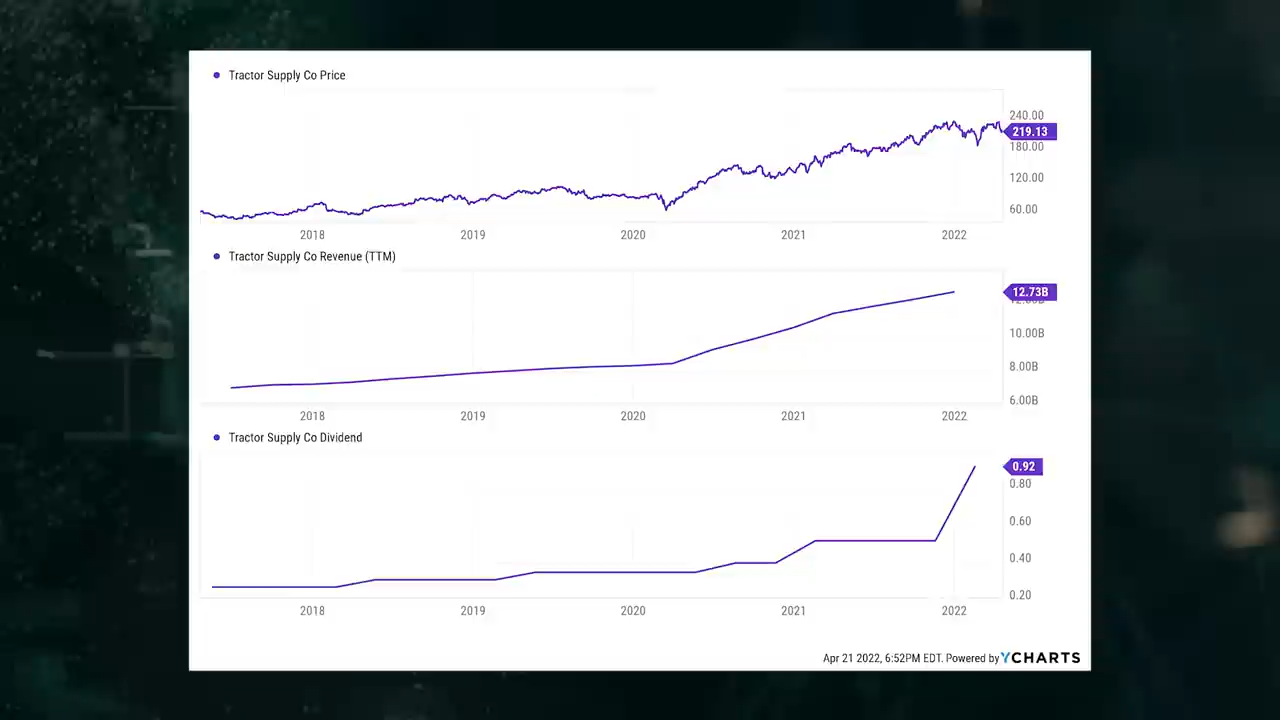 Tractor Supply Co Price
240.00
219.13
180.00
120.00
60.00
2018 2019 2020 2021 2022
Tractor Supply Co Revenue (TTM)
12.73B
10.00B
8.00B
6.00B
2018 2019 2020 2021 2022
Tractor Supply Co Dividend
0.92
0.80
0.60
0.40
0.20
2018 2019 2020 2021 2022
Apr 21 2022, 6:52PM EDT. Powered by YCHARTS